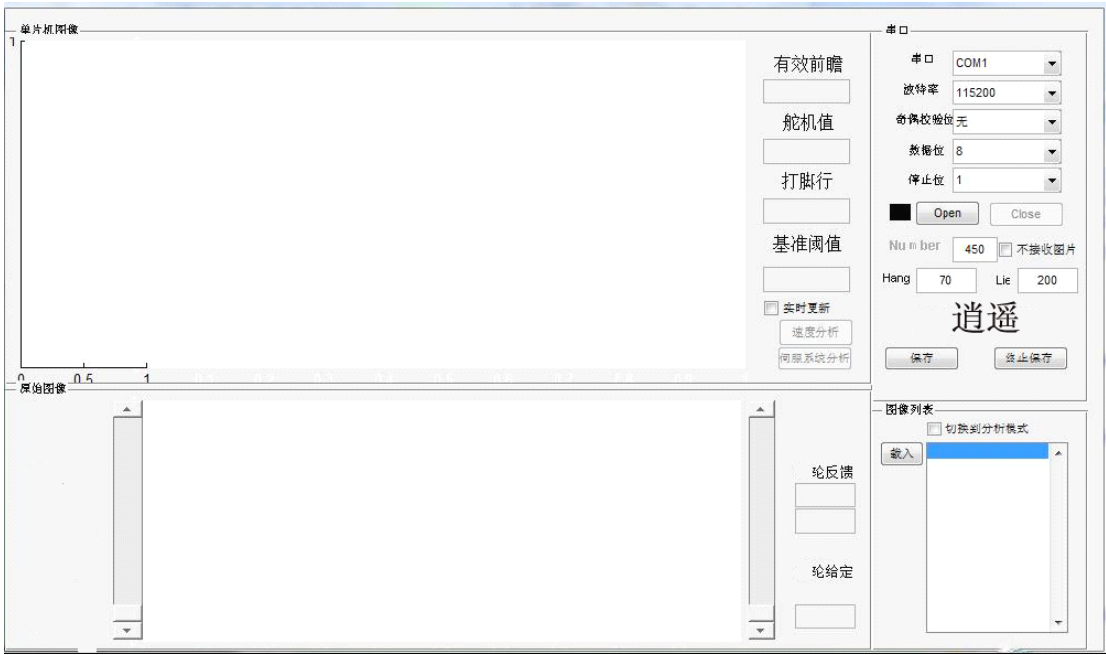 单片机图像
1
0
0.5
1
有效前瞻
舵机值
打脚行
基准阈值
实时更新
速度分析
伺服系统分析
串口
串口 COM1
波特率 115200
奇偶校验位 无
数据位 8
停止位 1
Open Close
Number 450 不接收图片
Hang 70 Lie 200
逍遥
保存 终止保存
原始图像
轮反馈
轮给定
图像列表
切换到分析模式
载入